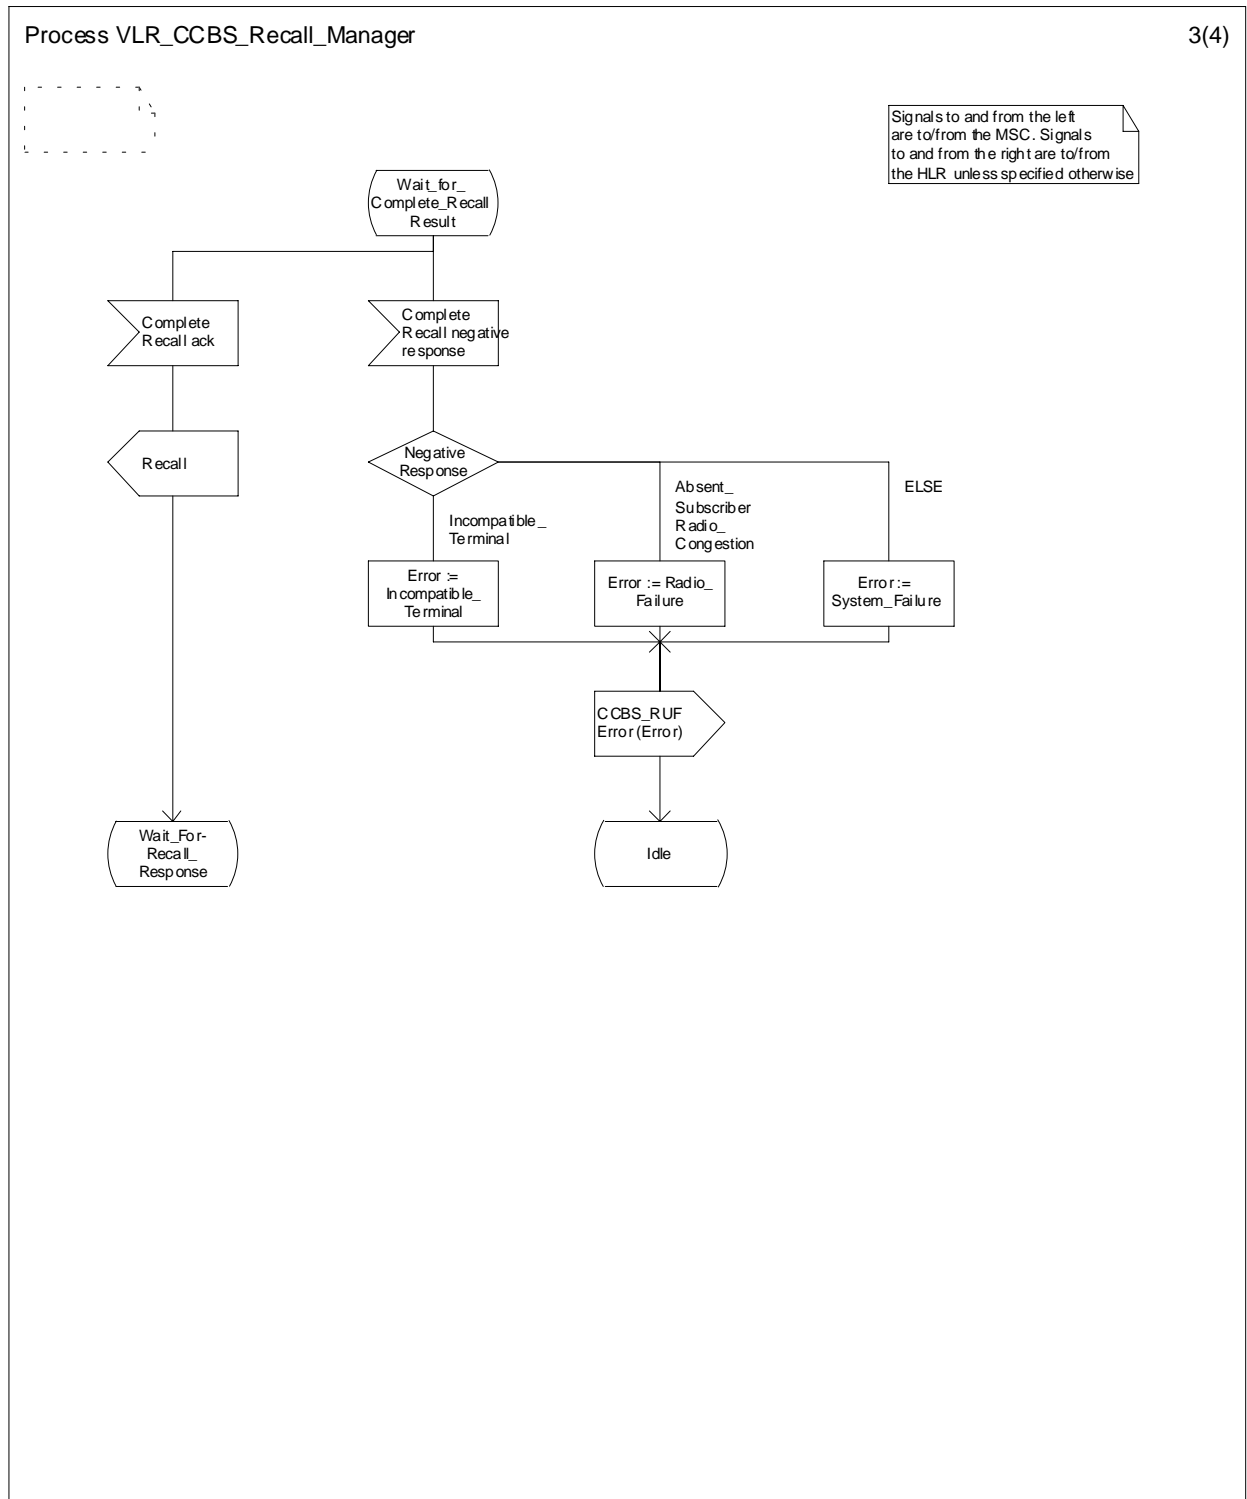 Process VLR_CCBS_Recall_Manager
3(4)
Signals to and from the left
are to/from the MSC. Signals
to and from the right are to/from
the HLR unless specified otherwise
Wait_for_
Complete_Recall
Result
Complete
Recall ack
Complete
Recall negative
response
Recall
Negative
Response
Incompatible_
Terminal
Absent_
Subscriber
Radio_
Congestion
ELSE
Error :=
Incompatible_
Terminal
Error := Radio_
Failure
Error :=
System_Failure
CCBS_RUF
Error (Error)
Wait_For-
Recall_
Response
Idle